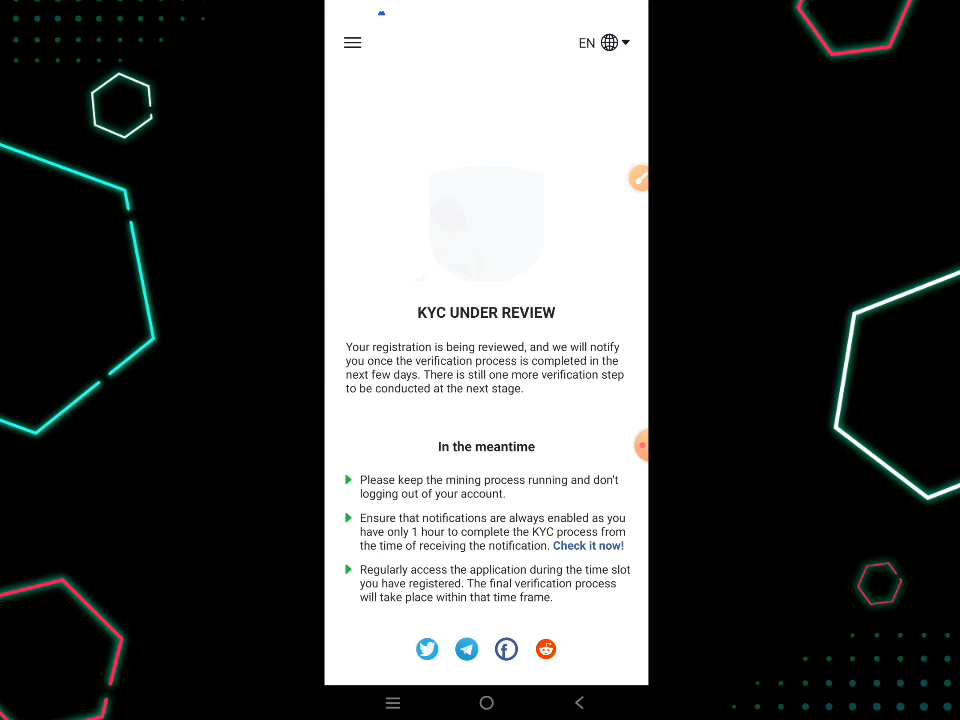 EN
KYC UNDER REVIEW
Your registration is being reviewed, and we will notify
you once the verification process is completed in the
next few days. There is still one more verification step
to be conducted at the next stage.
In the meantime
Please keep the mining process running and don't
logging out of your account.
Ensure that notifications are always enabled as you
have only 1 hour to complete the KYC process from
the time of receiving the notification. Check it now!
Regularly access the application during the time slot
you have registered. The final verification process
will take place within that time frame.